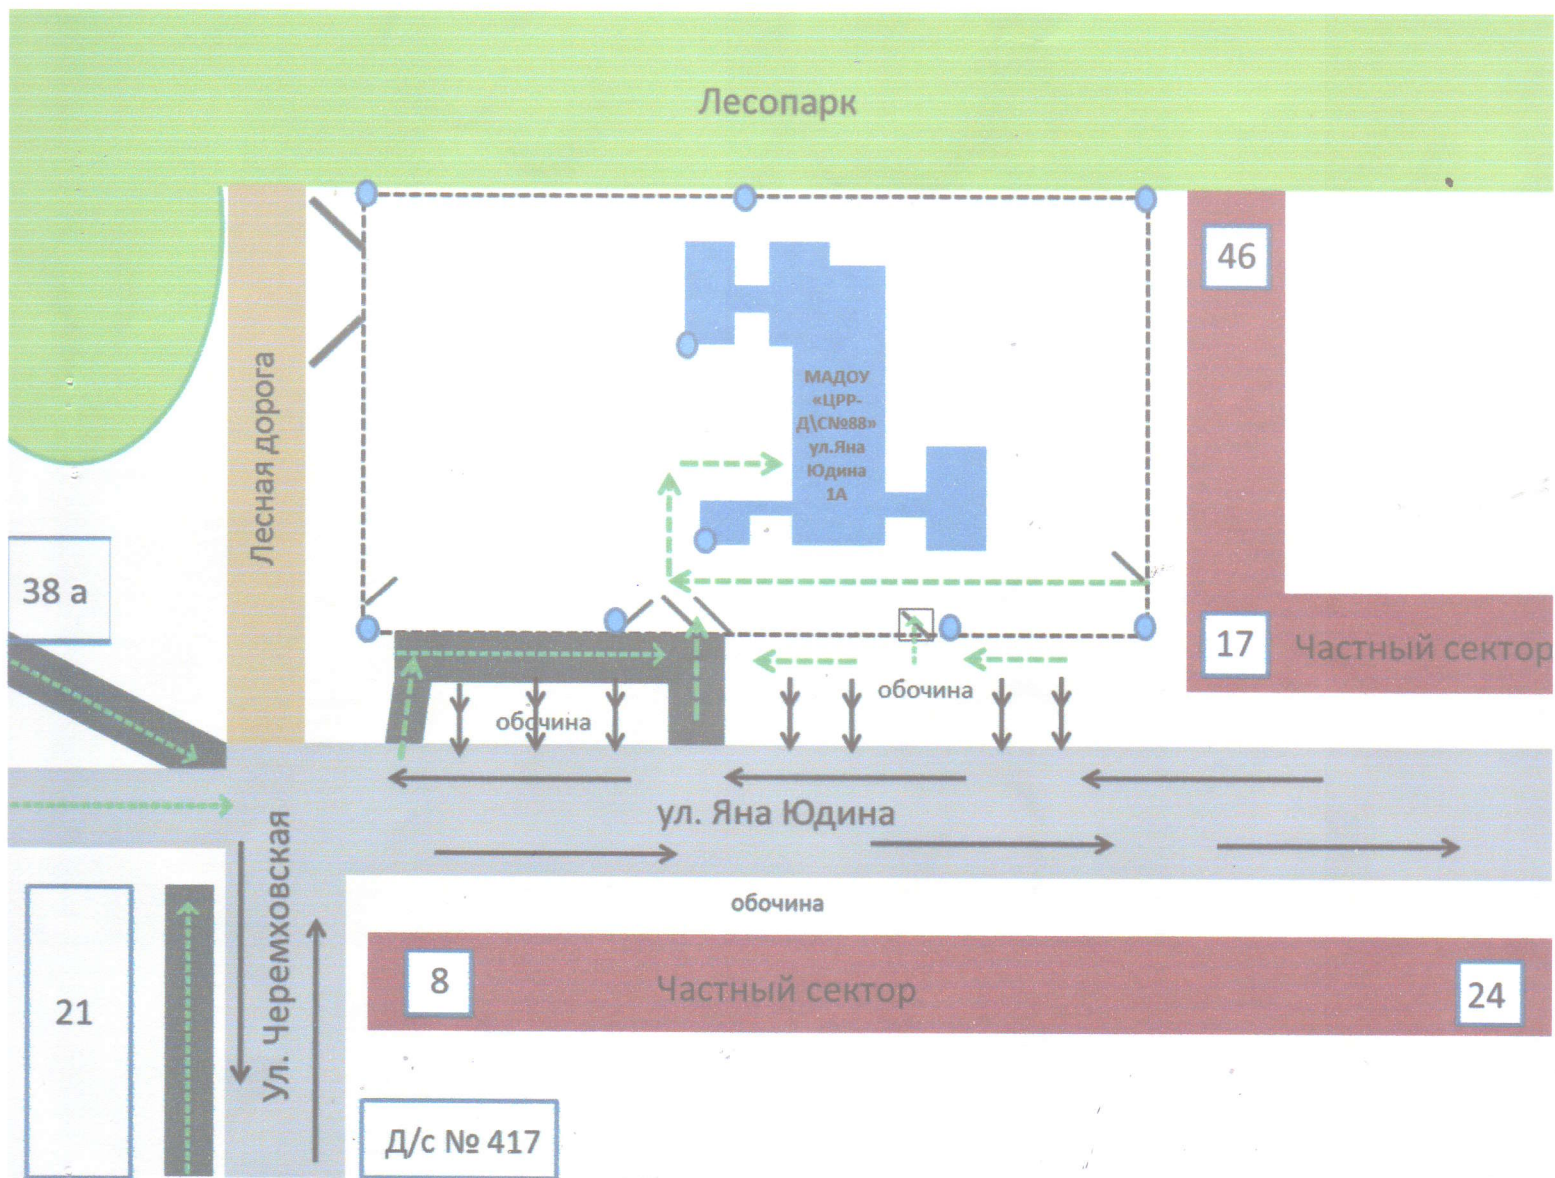 Лесопарк
46
МАДОУ
«ЦРР-
Д\С№88»
ул.Яна
Юдина
1А
Лесная дорога
38 а
17
Частный сектор
обочина
обочина
ул. Яна Юдина
Ул. Черемховская
обочина
21
8
Частный сектор
24
Д/с № 417